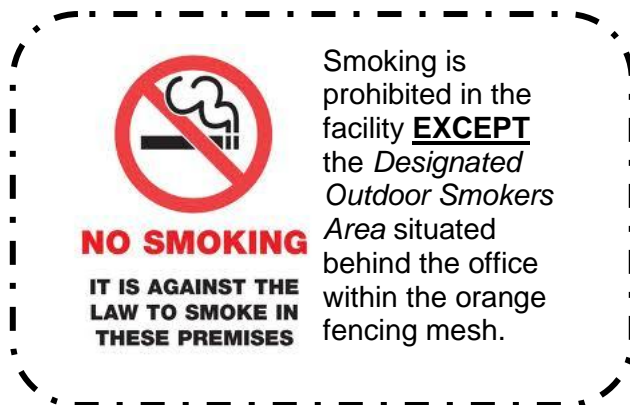 NO SMOKING
IT IS AGAINST THE
LAW TO SMOKE IN
THESE PREMISES
Smoking is
prohibited in the
facility EXCEPT
the Designated
Outdoor Smokers
Area situated
behind the office
within the orange
fencing mesh.